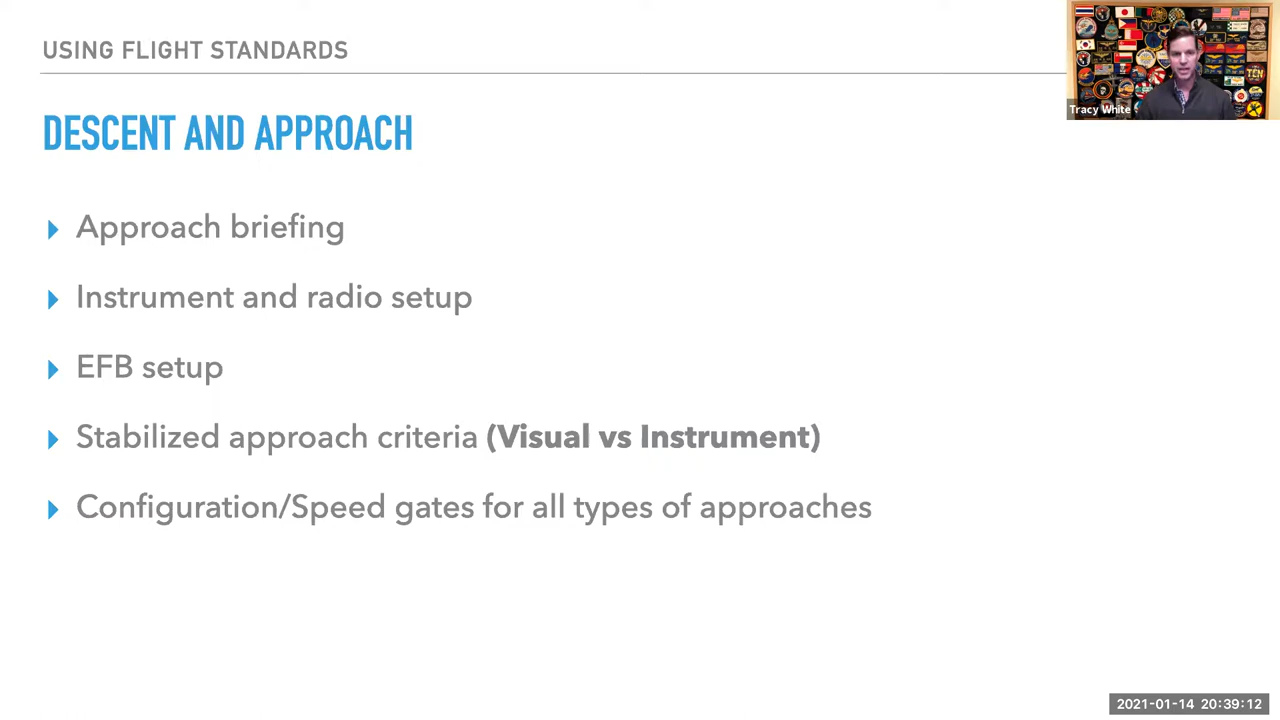 USING FLIGHT STANDARDS
DESCENT AND APPROACH
Approach briefing
Instrument and radio setup
EFB setup
Stabilized approach criteria (Visual vs Instrument)
Configuration/Speed gates for all types of approaches
Tracy White
TEN
2021-01-14 20:39:12